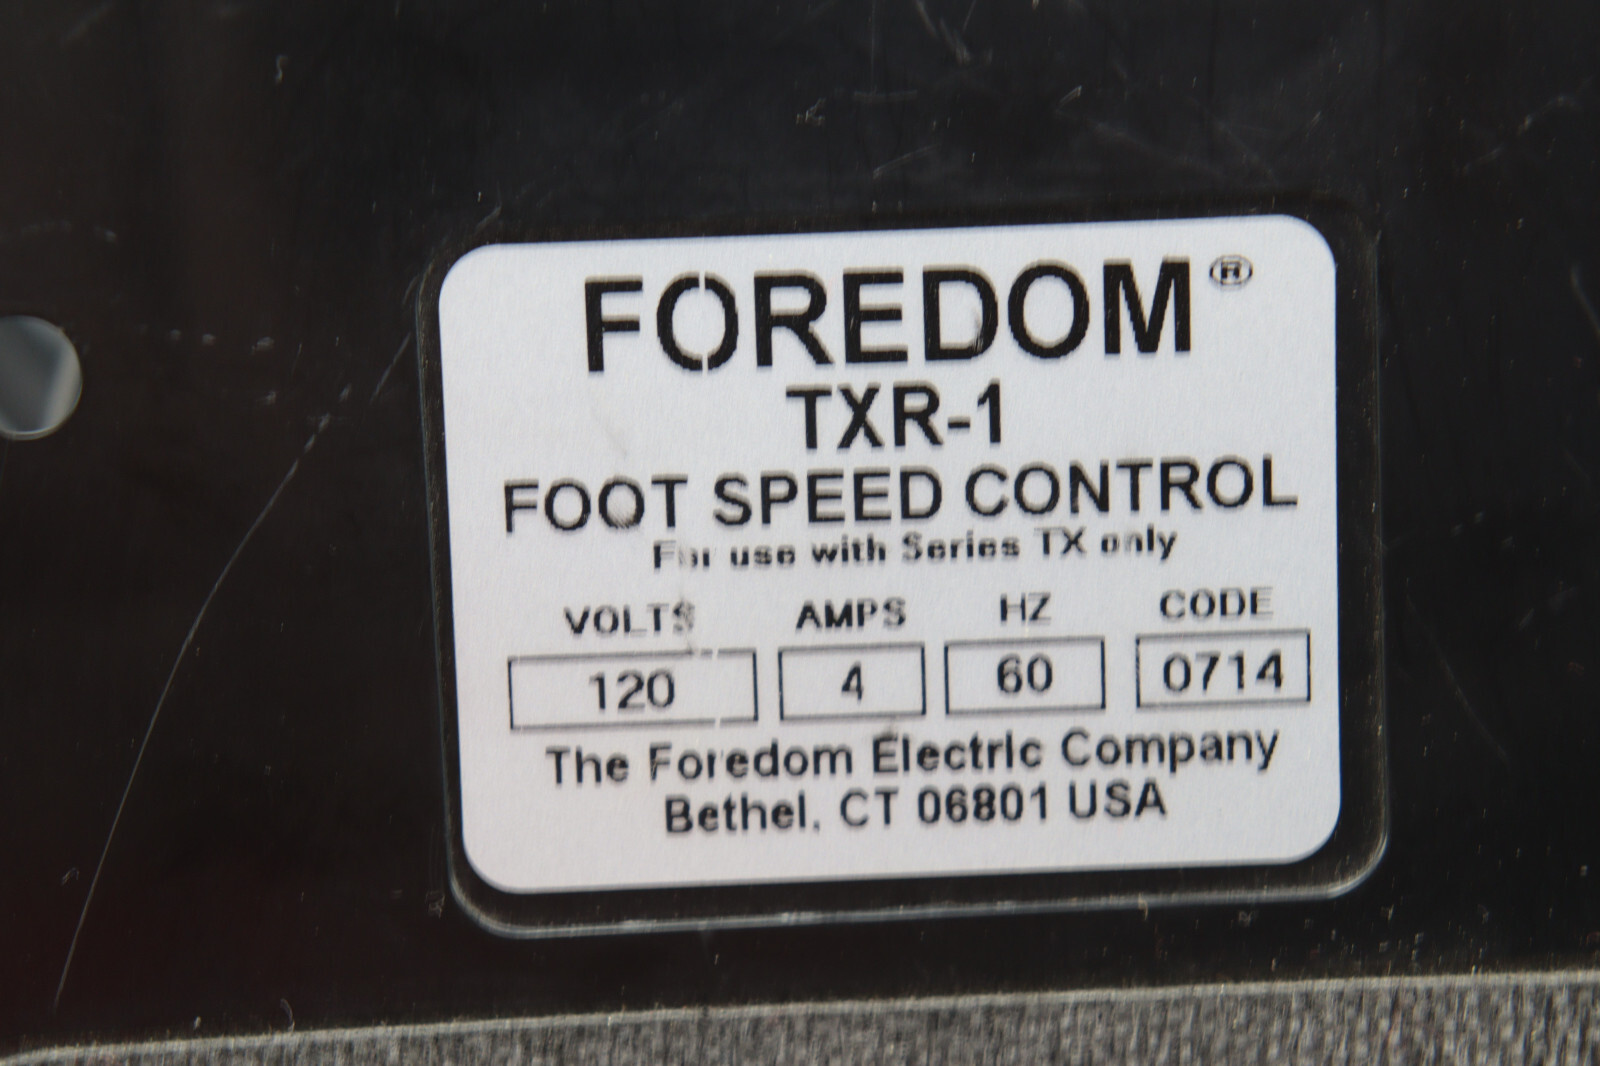 FOREDOM®
TXR-1
FOOT SPEED CONTROL
For use with Series TX only
VOLTS AMPS HZ CODE
120 4 60 0714
The Foredom Electric Company
Bethel, CT 06801 USA